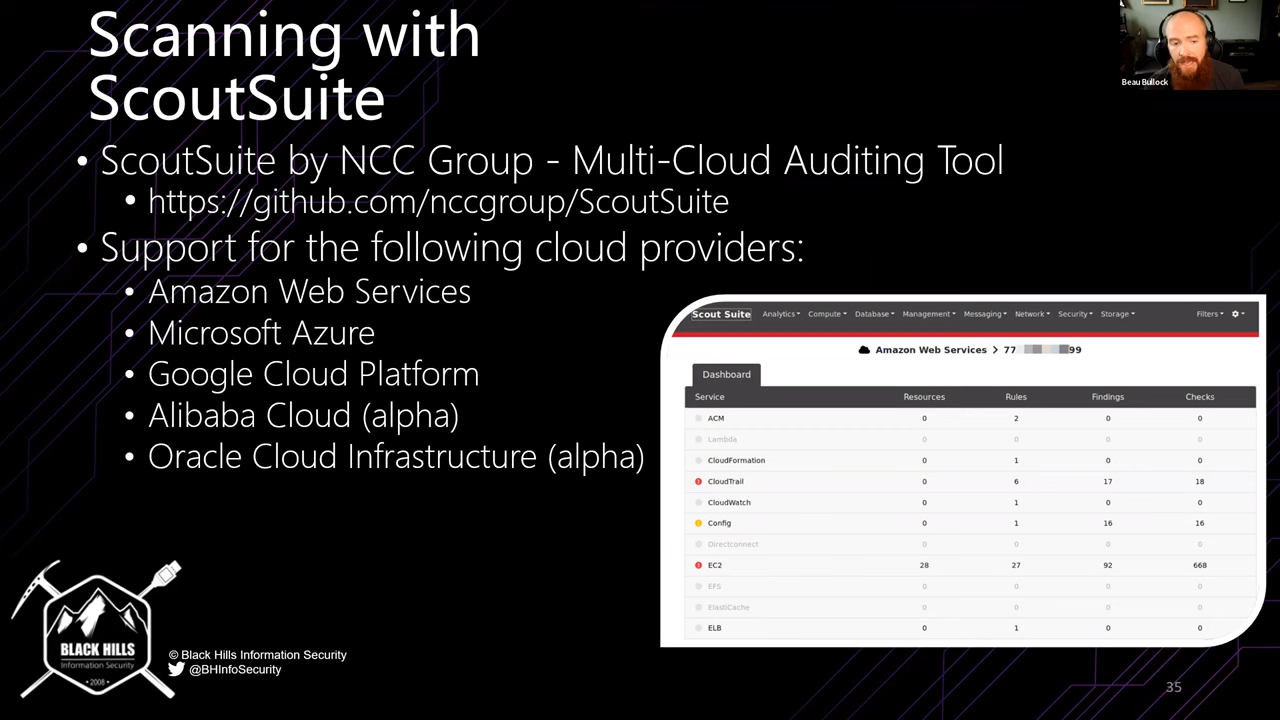 Scanning with
ScoutSuite
Beau Bullock
• ScoutSuite by NCC Group - Multi-Cloud Auditing Tool
• https://github.com/nccgroup/ScoutSuite
• Support for the following cloud providers:
• Amazon Web Services
• Microsoft Azure
• Google Cloud Platform
• Alibaba Cloud (alpha)
• Oracle Cloud Infrastructure (alpha)
Scout Suite Analytics Compute Database Management Messaging Network Security Storage Filters
Amazon Web Services > 77 99
Dashboard
Service Resources Rules Findings Checks
ACM 0 2 0 0
Lambda 0 0 0 0
CloudFormation 0 1 0 0
CloudTrail 0 6 17 18
CloudWatch 0 1 0 0
Config 0 1 16 16
Directconnect 0 0 0 0
EC2 28 27 92 668
EFS 0 0 0 0
ElastiCache 0 0 0 0
ELB 0 1 0 0
BLACK HILLS
Information Security
• 2008 •
© Black Hills Information Security
@BHInfoSecurity
35